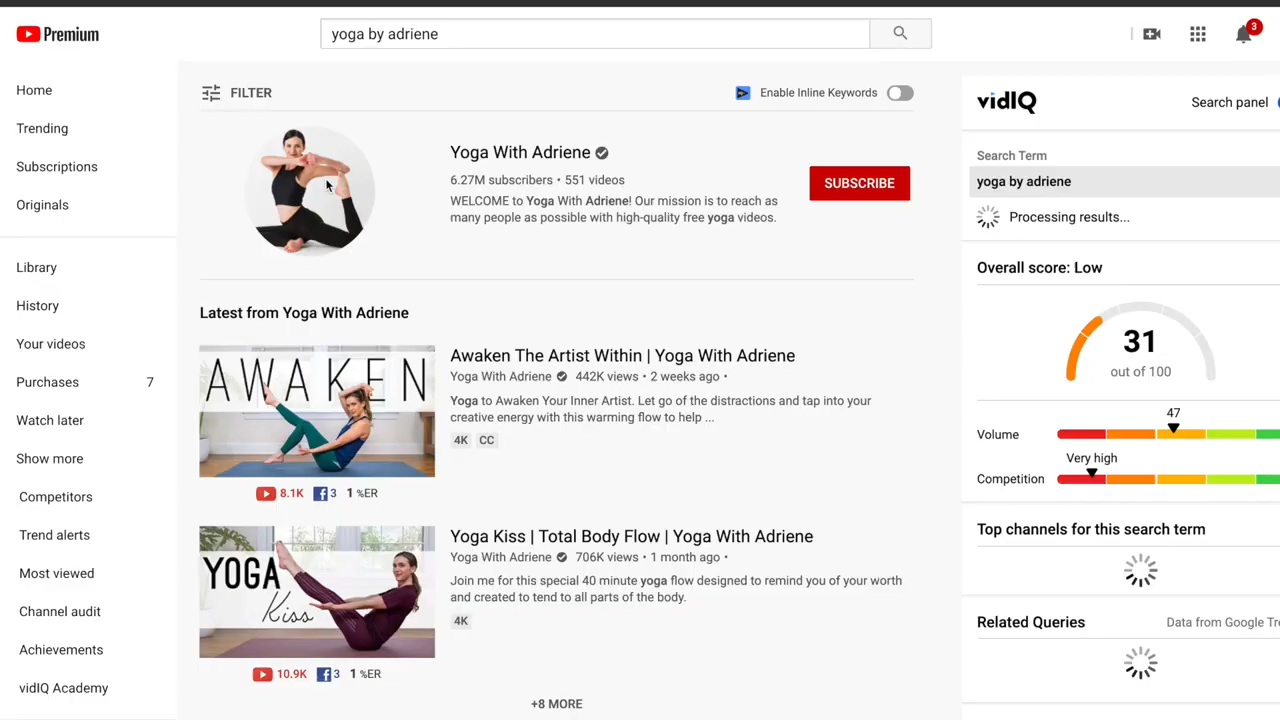 Premium
yoga by adriene
3
Home
Trending
Subscriptions
Originals
Library
History
Your videos
Purchases 7
Watch later
Show more
Competitors
Trend alerts
Most viewed
Channel audit
Achievements
vidIQ Academy
FILTER
Enable Inline Keywords
Yoga With Adriene
6.27M subscribers • 551 videos
WELCOME to Yoga With Adriene! Our mission is to reach as
many people as possible with high-quality free yoga videos.
SUBSCRIBE
Latest from Yoga With Adriene
AWAKEN
Awaken The Artist Within | Yoga With Adriene
Yoga With Adriene 442K views • 2 weeks ago •
Yoga to Awaken Your Inner Artist. Let go of the distractions and tap into your
creative energy with this warming flow to help ...
4K CC
8.1K 3 1 %ER
YOGA
Kiss
Yoga Kiss | Total Body Flow | Yoga With Adriene
Yoga With Adriene 706K views • 1 month ago •
Join me for this special 40 minute yoga flow designed to remind you of your worth
and created to tend to all parts of the body.
4K
10.9K 3 1 %ER
+8 MORE
vidIQ
Search panel
Search Term
yoga by adriene
Processing results...
Overall score: Low
31
out of 100
47
Volume
Very high
Competition
Top channels for this search term
Related Queries
Data from Google Tre